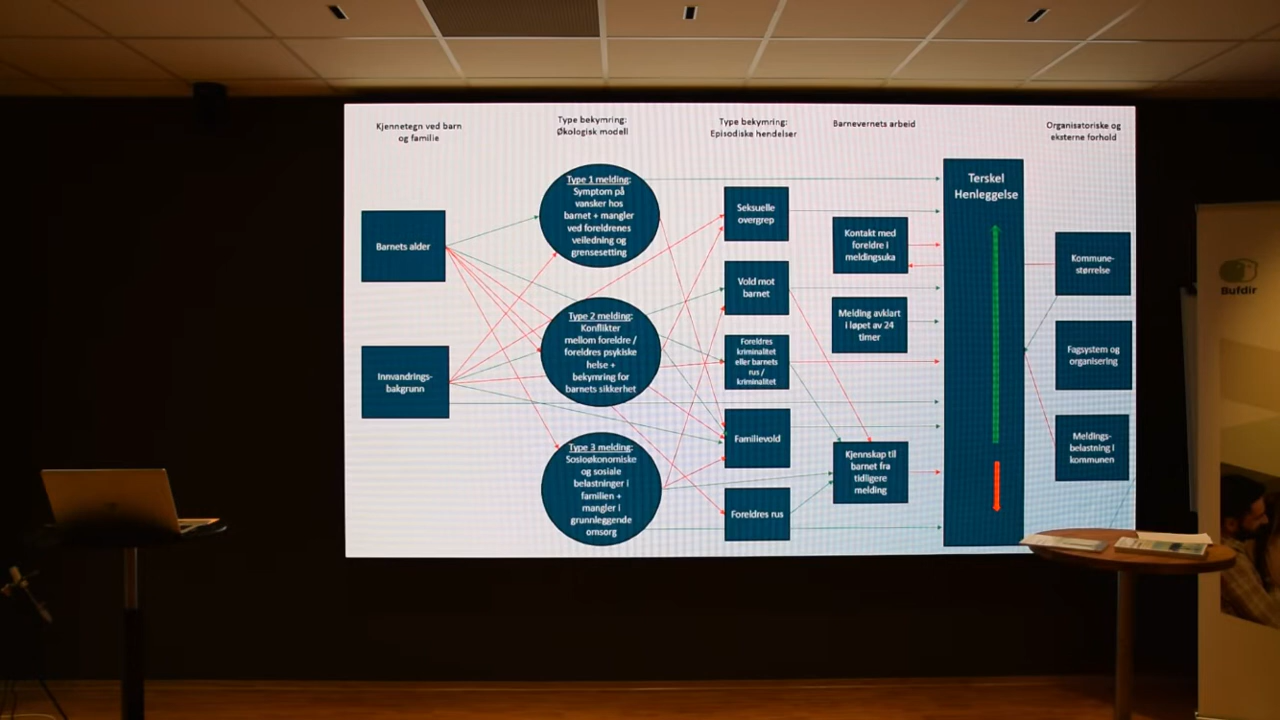 Kjennetegn ved barn
og familie
Type bekymring:
Økologisk modell
Type bekymring:
Episodiske hendelser
Barnevernets arbeid
Organisatoriske og
eksterne forhold
Barnets alder
Innvandrings-
bakgrunn
Type 1 melding:
Symptom på
vansker hos
barnet + mangler
ved foreldrenes
veiledning og
grensesetting
Type 2 melding:
Konflikter
mellom foreldre /
foreldres psykiske
helse +
bekymring for
barnets sikkerhet
Type 3 melding:
Sosioøkonomiske
og sosiale
belastninger i
familien +
mangler i
grunnleggende
omsorg
Seksuelle
overgrep
Vold mot
barnet
Foreldres
kriminalitet
eller barnets
rus /
kriminalitet
Familievold
Foreldres rus
Kontakt med
foreldre i
meldingsuka
Melding avklart
i løpet av 24
timer
Kjennskap til
barnet fra
tidligere
melding
Terskel
Henleggelse
Kommune-
størrelse
Fagsystem og
organisering
Meldings-
belastning i
kommunen
Bufdir